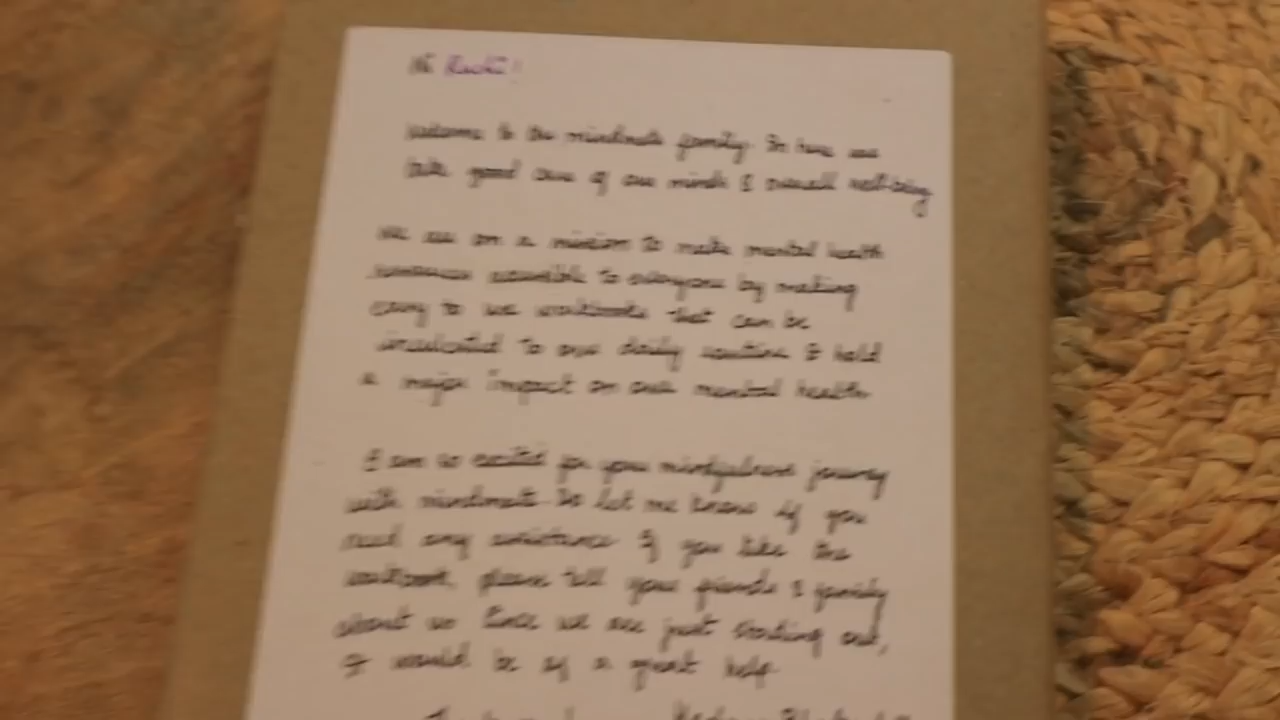 Hi Ruchi!
Welcome to the mindmate family. In here we
take good care of our minds & overall well-being
We are on a mission to make mental health
resources accessible to everyone by making
easy to use workbooks that can be
inculcated to our daily routine & hold
a major impact on our mental health
I am so excited for your mindfulness journey
with mindmate. Do let me know if you
need any assistance. If you like the
workbook, please tell your friends & family
about us. Since we are just starting out,
It would be of a great help